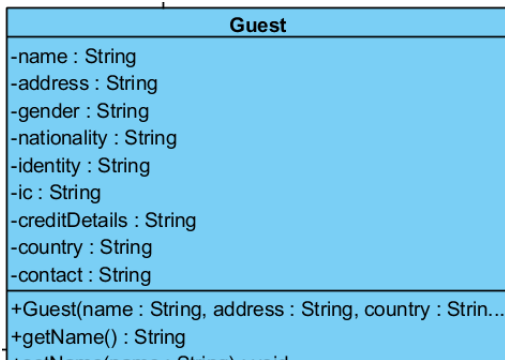 Guest
-name : String
-address : String
-gender : String
-nationality : String
-identity : String
-ic : String
-creditDetails : String
-country : String
-contact : String
+Guest(name : String, address : String, country : Strin...
+getName() : String